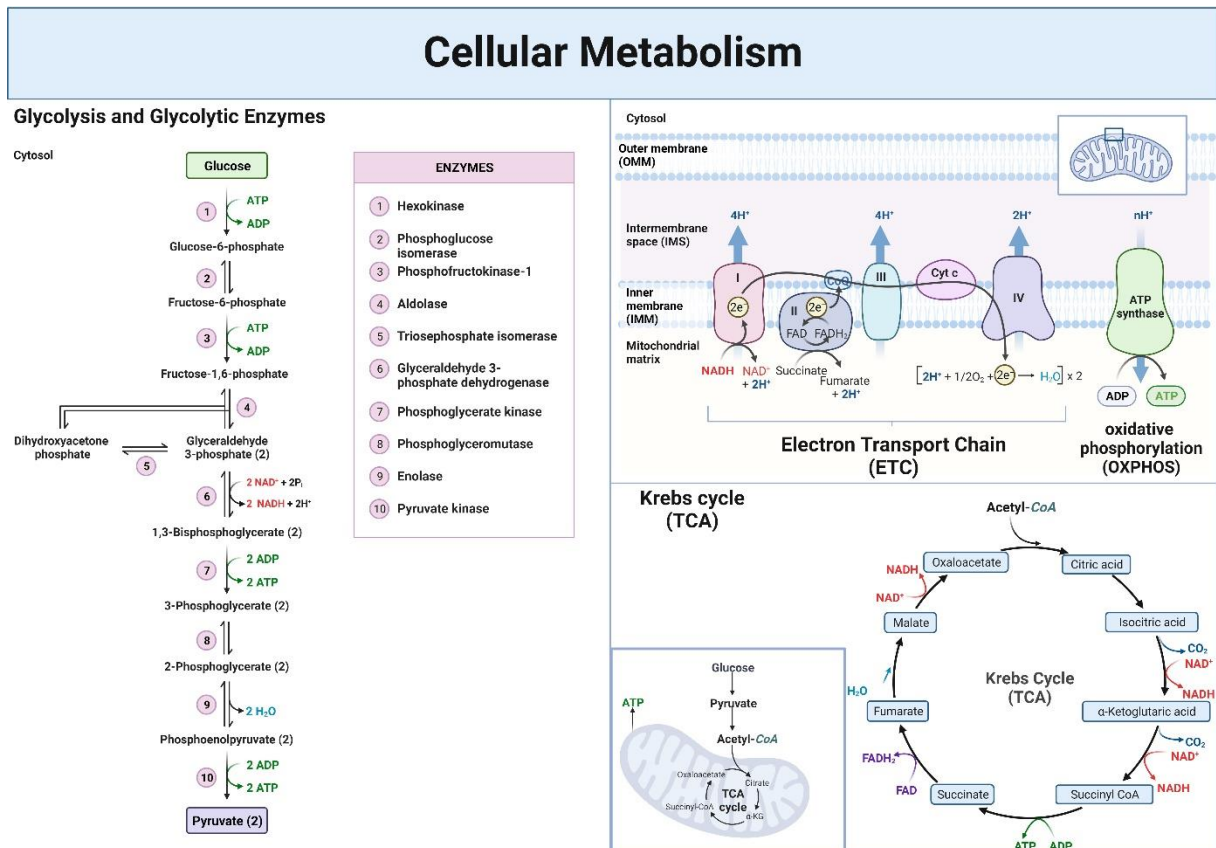 Cellular Metabolism
Glycolysis and Glycolytic Enzymes
Cytosol
Glucose
1
ATP
ADP
Glucose-6-phosphate
2
Fructose-6-phosphate
3
ATP
ADP
Fructose-1,6-phosphate
4
Dihydroxyacetone
phosphate
5
Glyceraldehyde
3-phosphate (2)
6
2 NAD⁺ + 2Pᵢ
2 NADH + 2H⁺
1,3-Bisphosphoglycerate (2)
7
2 ADP
2 ATP
3-Phosphoglycerate (2)
8
2-Phosphoglycerate (2)
9
2 H₂O
Phosphoenolpyruvate (2)
10
2 ADP
2 ATP
Pyruvate (2)
ENZYMES
1 Hexokinase
2 Phosphoglucose
isomerase
3 Phosphofructokinase-1
4 Aldolase
5 Triosephosphate isomerase
6 Glyceraldehyde 3-
phosphate dehydrogenase
7 Phosphoglycerate kinase
8 Phosphoglyceromutase
9 Enolase
10 Pyruvate kinase
Cytosol
Outer membrane
(OMM)
Intermembrane
space (IMS)
Inner
membrane
(IMM)
Mitochondrial
matrix
4H⁺
4H⁺
2H⁺
nH⁺
I
2e⁻
NADH
NAD⁺
+ 2H⁺
II
2e⁻
FAD
FADH₂
Succinate
Fumarate
+ 2H⁺
CoQ
III
Cyt c
IV
[2H⁺ + 1/2O₂ + 2e⁻ → H₂O] x 2
ATP
synthase
ADP
ATP
Electron Transport Chain
(ETC)
oxidative
phosphorylation
(OXPHOS)
Krebs cycle
(TCA)
Glucose
Pyruvate
Acetyl-CoA
ATP
Oxaloacetate
Citrate
TCA
cycle
Succinyl-CoA
α-KG
Acetyl-CoA
Oxaloacetate
Citric acid
Isocitric acid
CO₂
NAD⁺
NADH
α-Ketoglutaric acid
CO₂
NAD⁺
NADH
Succinyl CoA
ATP
ADP
Succinate
FAD
FADH₂
Fumarate
H₂O
Malate
NAD⁺
NADH
Krebs Cycle
(TCA)